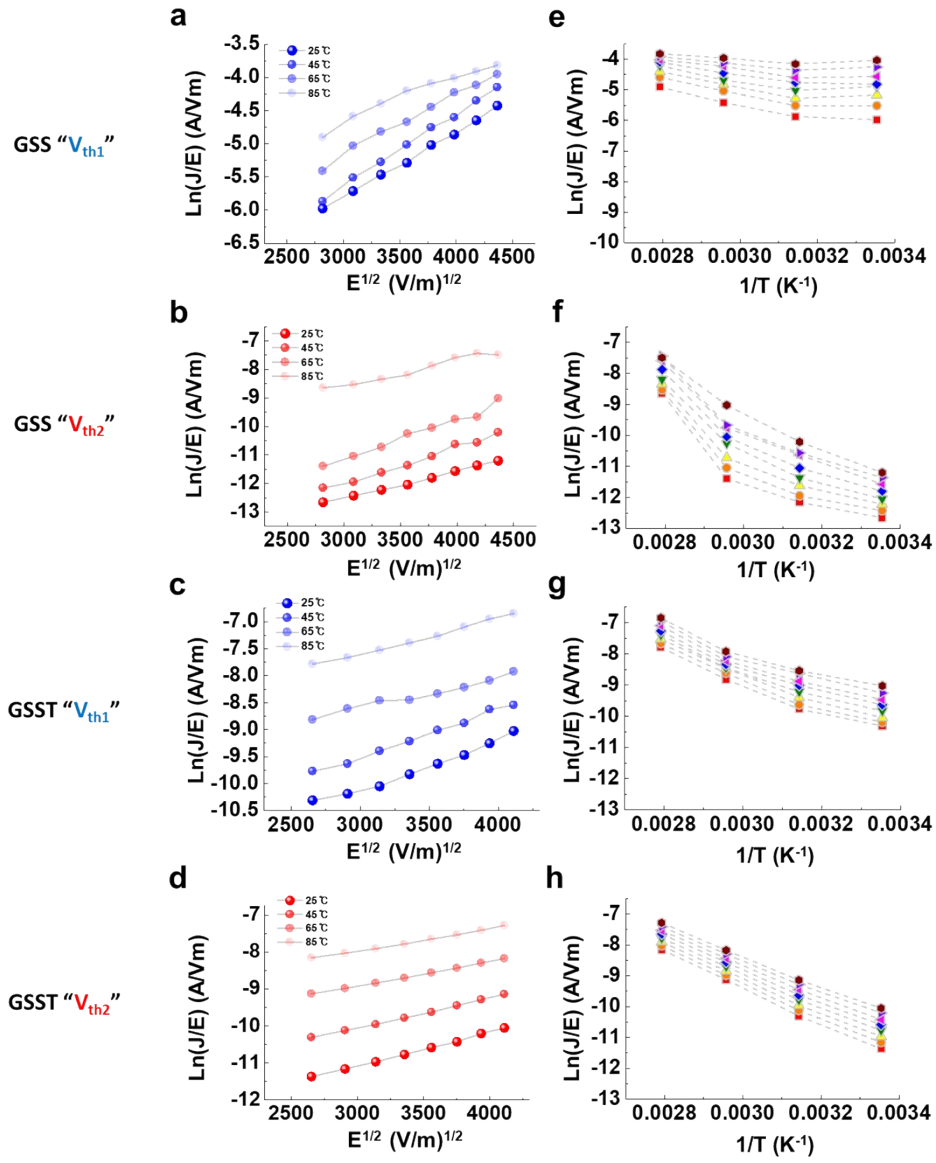 a
GSS “Vth1”
Ln(J/E) (A/Vm)
-3.5
-4.0
-4.5
-5.0
-5.5
-6.0
-6.5
25℃
45℃
65℃
85℃
2500 3000 3500 4000 4500
E1/2 (V/m)1/2
e
Ln(J/E) (A/Vm)
-4
-5
-6
-7
-8
-9
-10
0.0028 0.0030 0.0032 0.0034
1/T (K-1)
b
GSS “Vth2”
Ln(J/E) (A/Vm)
-7
-8
-9
-10
-11
-12
-13
25℃
45℃
65℃
85℃
2500 3000 3500 4000 4500
E1/2 (V/m)1/2
f
Ln(J/E) (A/Vm)
-7
-8
-9
-10
-11
-12
-13
0.0028 0.0030 0.0032 0.0034
1/T (K-1)
c
GSST “Vth1”
Ln(J/E) (A/Vm)
-7.0
-7.5
-8.0
-8.5
-9.0
-9.5
-10.0
-10.5
25℃
45℃
65℃
85℃
2500 3000 3500 4000
E1/2 (V/m)1/2
g
Ln(J/E) (A/Vm)
-7
-8
-9
-10
-11
-12
-13
0.0028 0.0030 0.0032 0.0034
1/T (K-1)
d
GSST “Vth2”
Ln(J/E) (A/Vm)
-7
-8
-9
-10
-11
-12
25℃
45℃
65℃
85℃
2500 3000 3500 4000
E1/2 (V/m)1/2
h
Ln(J/E) (A/Vm)
-7
-8
-9
-10
-11
-12
-13
0.0028 0.0030 0.0032 0.0034
1/T (K-1)